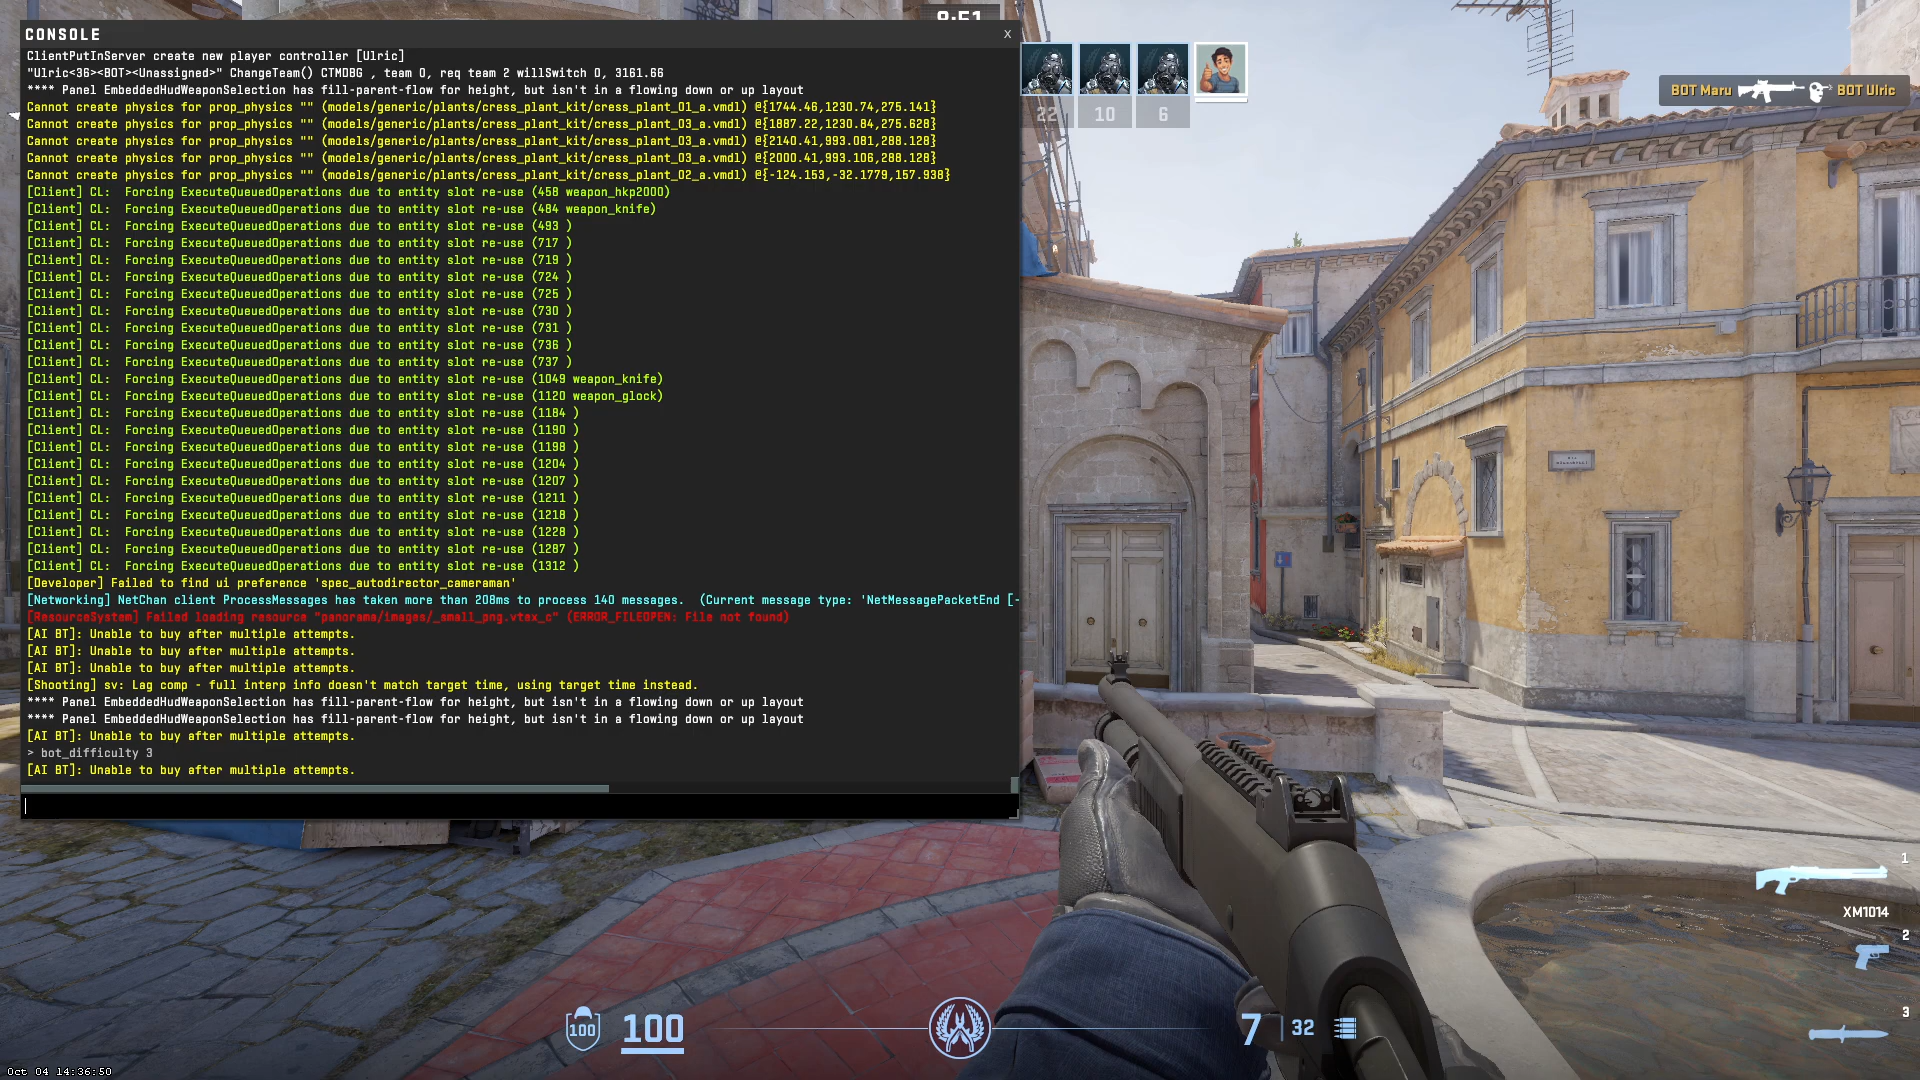 8:51
CONSOLE
X
ClientPutInServer create new player controller [Ulric]
"Ulric<36><BOT><Unassigned>" ChangeTeam() CTMDBG , team 0, req team 2 willSwitch 0, 3161.66
**** Panel EmbeddedHudWeaponSelection has fill-parent-flow for height, but isn't in a flowing down or up layout
Cannot create physics for prop_physics "" (models/generic/plants/cress_plant_kit/cress_plant_01_a.vmdl) @{1744.46,1230.74,275.141}
Cannot create physics for prop_physics "" (models/generic/plants/cress_plant_kit/cress_plant_03_a.vmdl) @{1887.22,1230.84,275.628}
Cannot create physics for prop_physics "" (models/generic/plants/cress_plant_kit/cress_plant_03_a.vmdl) @{2140.41,993.081,288.128}
Cannot create physics for prop_physics "" (models/generic/plants/cress_plant_kit/cress_plant_03_a.vmdl) @{2000.41,993.106,288.128}
Cannot create physics for prop_physics "" (models/generic/plants/cress_plant_kit/cress_plant_02_a.vmdl) @{-124.153,-32.1779,157.938}
[Client] CL:  Forcing ExecuteQueuedOperations due to entity slot re-use (458 weapon_hkp2000)
[Client] CL:  Forcing ExecuteQueuedOperations due to entity slot re-use (484 weapon_knife)
[Client] CL:  Forcing ExecuteQueuedOperations due to entity slot re-use (493 )
[Client] CL:  Forcing ExecuteQueuedOperations due to entity slot re-use (717 )
[Client] CL:  Forcing ExecuteQueuedOperations due to entity slot re-use (719 )
[Client] CL:  Forcing ExecuteQueuedOperations due to entity slot re-use (724 )
[Client] CL:  Forcing ExecuteQueuedOperations due to entity slot re-use (725 )
[Client] CL:  Forcing ExecuteQueuedOperations due to entity slot re-use (730 )
[Client] CL:  Forcing ExecuteQueuedOperations due to entity slot re-use (731 )
[Client] CL:  Forcing ExecuteQueuedOperations due to entity slot re-use (736 )
[Client] CL:  Forcing ExecuteQueuedOperations due to entity slot re-use (737 )
[Client] CL:  Forcing ExecuteQueuedOperations due to entity slot re-use (1049 weapon_knife)
[Client] CL:  Forcing ExecuteQueuedOperations due to entity slot re-use (1120 weapon_glock)
[Client] CL:  Forcing ExecuteQueuedOperations due to entity slot re-use (1184 )
[Client] CL:  Forcing ExecuteQueuedOperations due to entity slot re-use (1190 )
[Client] CL:  Forcing ExecuteQueuedOperations due to entity slot re-use (1198 )
[Client] CL:  Forcing ExecuteQueuedOperations due to entity slot re-use (1204 )
[Client] CL:  Forcing ExecuteQueuedOperations due to entity slot re-use (1207 )
[Client] CL:  Forcing ExecuteQueuedOperations due to entity slot re-use (1211 )
[Client] CL:  Forcing ExecuteQueuedOperations due to entity slot re-use (1218 )
[Client] CL:  Forcing ExecuteQueuedOperations due to entity slot re-use (1228 )
[Client] CL:  Forcing ExecuteQueuedOperations due to entity slot re-use (1287 )
[Client] CL:  Forcing ExecuteQueuedOperations due to entity slot re-use (1312 )
[Developer] Failed to find ui preference 'spec_autodirector_cameraman'
[Networking] NetChan client ProcessMessages has taken more than 208ms to process 140 messages.  (Current message type: 'NetMessagePacketEnd [-
[ResourceSystem] Failed loading resource "panorama/images/_small_png.vtex_c" (ERROR_FILEOPEN: File not found)
[AI BT]: Unable to buy after multiple attempts.
[AI BT]: Unable to buy after multiple attempts.
[AI BT]: Unable to buy after multiple attempts.
[Shooting] sv: Lag comp - full interp info doesn't match target time, using target time instead.
**** Panel EmbeddedHudWeaponSelection has fill-parent-flow for height, but isn't in a flowing down or up layout
**** Panel EmbeddedHudWeaponSelection has fill-parent-flow for height, but isn't in a flowing down or up layout
[AI BT]: Unable to buy after multiple attempts.
> bot_difficulty 3
[AI BT]: Unable to buy after multiple attempts.
22 10 6
BOT Maru BOT Ulric
1
XM1014
2
3
100 100
7 | 32
Oct 04 14:36:50